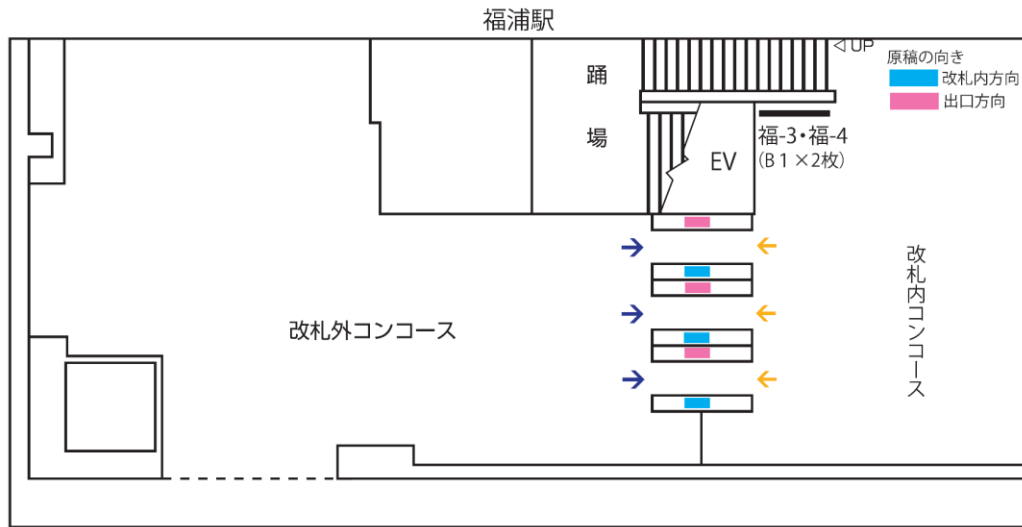 福浦駅
◁ UP
原稿の向き
改札内方向
出口方向
踊場
福-3・福-4
(B1×2枚)
EV
改札外コンコース
改札内コンコース